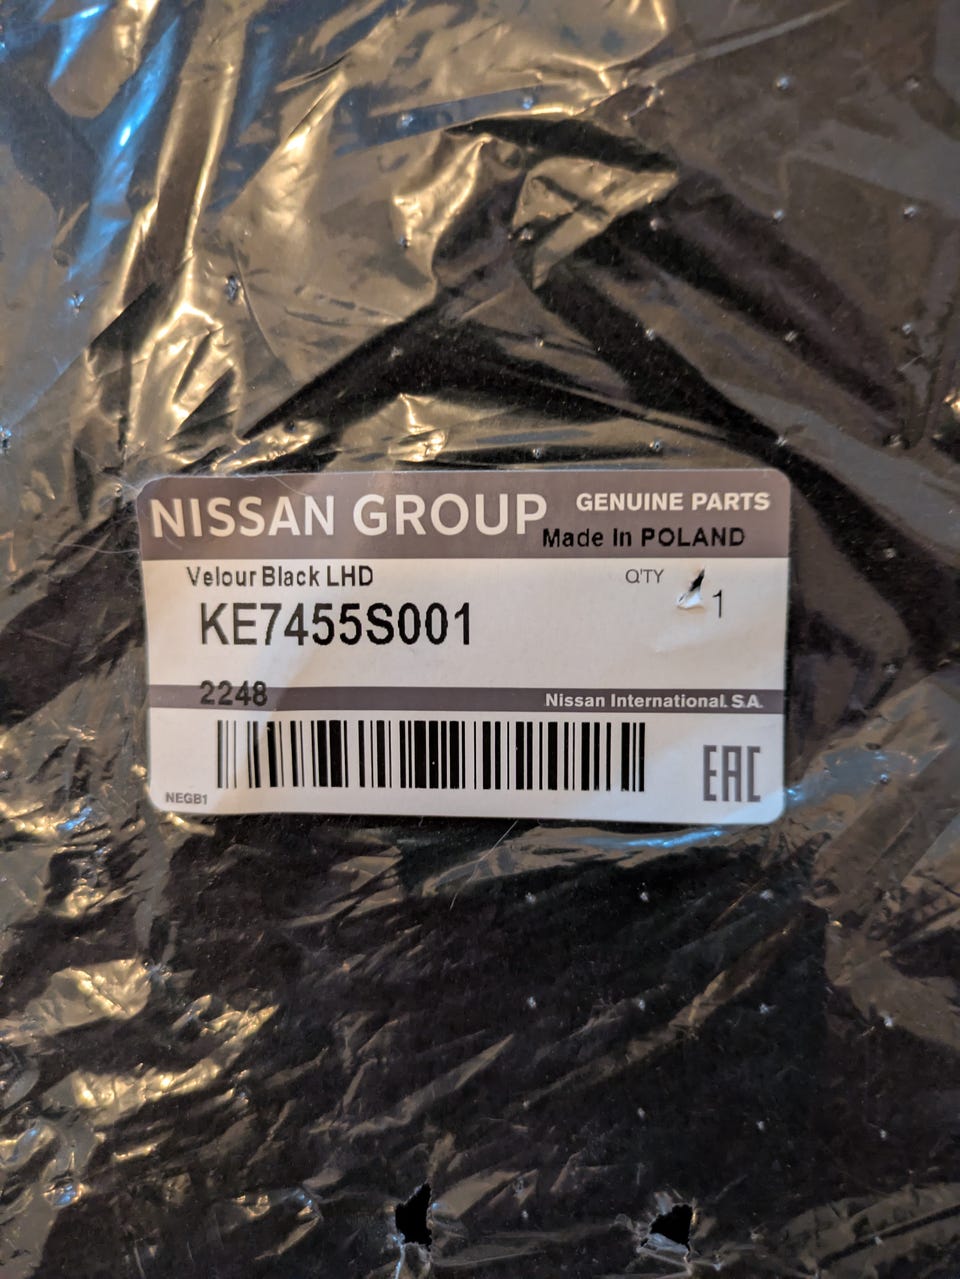 NISSAN GROUP GENUINE PARTS
Made In POLAND
Velour Black LHD Q'TY
KE7455S001 1
2248 Nissan International. S.A.
EAC
NEGB1